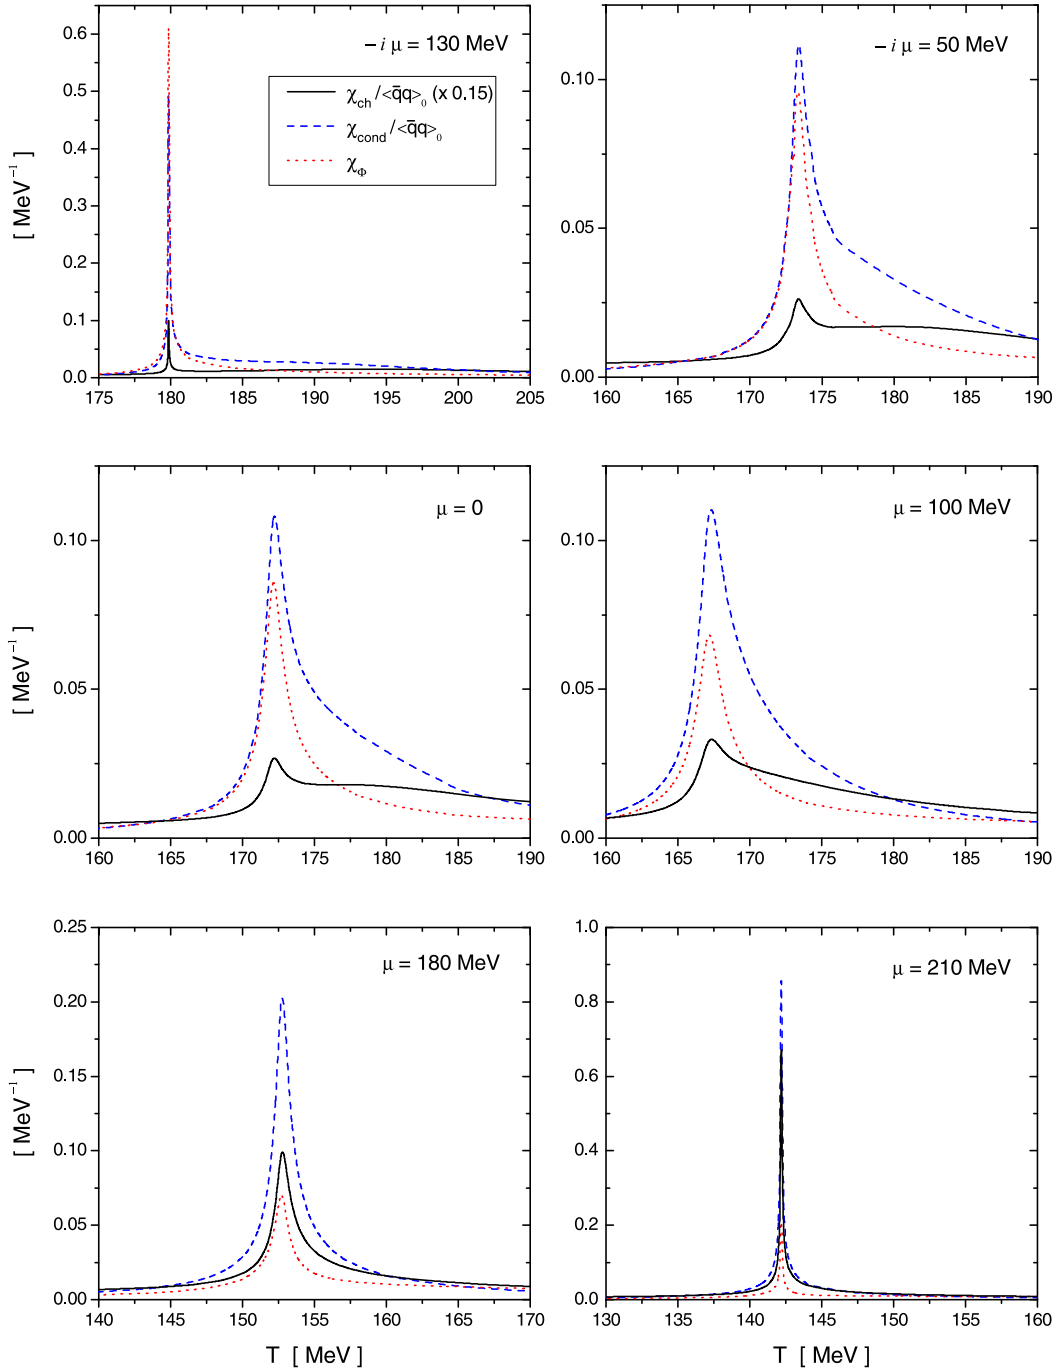 − i μ = 130 MeV
χch / <q̄q>0 (x 0.15)
χcond / <q̄q>0
χΦ
0.6
0.5
0.4
0.3
0.2
0.1
0.0
[ MeV⁻¹ ]
175 180 185 190 195 200 205
− i μ = 50 MeV
0.10
0.05
0.00
160 165 170 175 180 185 190
μ = 0
0.10
0.05
0.00
[ MeV⁻¹ ]
160 165 170 175 180 185 190
μ = 100 MeV
0.10
0.05
0.00
160 165 170 175 180 185 190
μ = 180 MeV
0.25
0.20
0.15
0.10
0.05
0.00
[ MeV⁻¹ ]
140 145 150 155 160 165 170
T [ MeV ]
μ = 210 MeV
1.0
0.8
0.6
0.4
0.2
0.0
130 135 140 145 150 155 160
T [ MeV ]